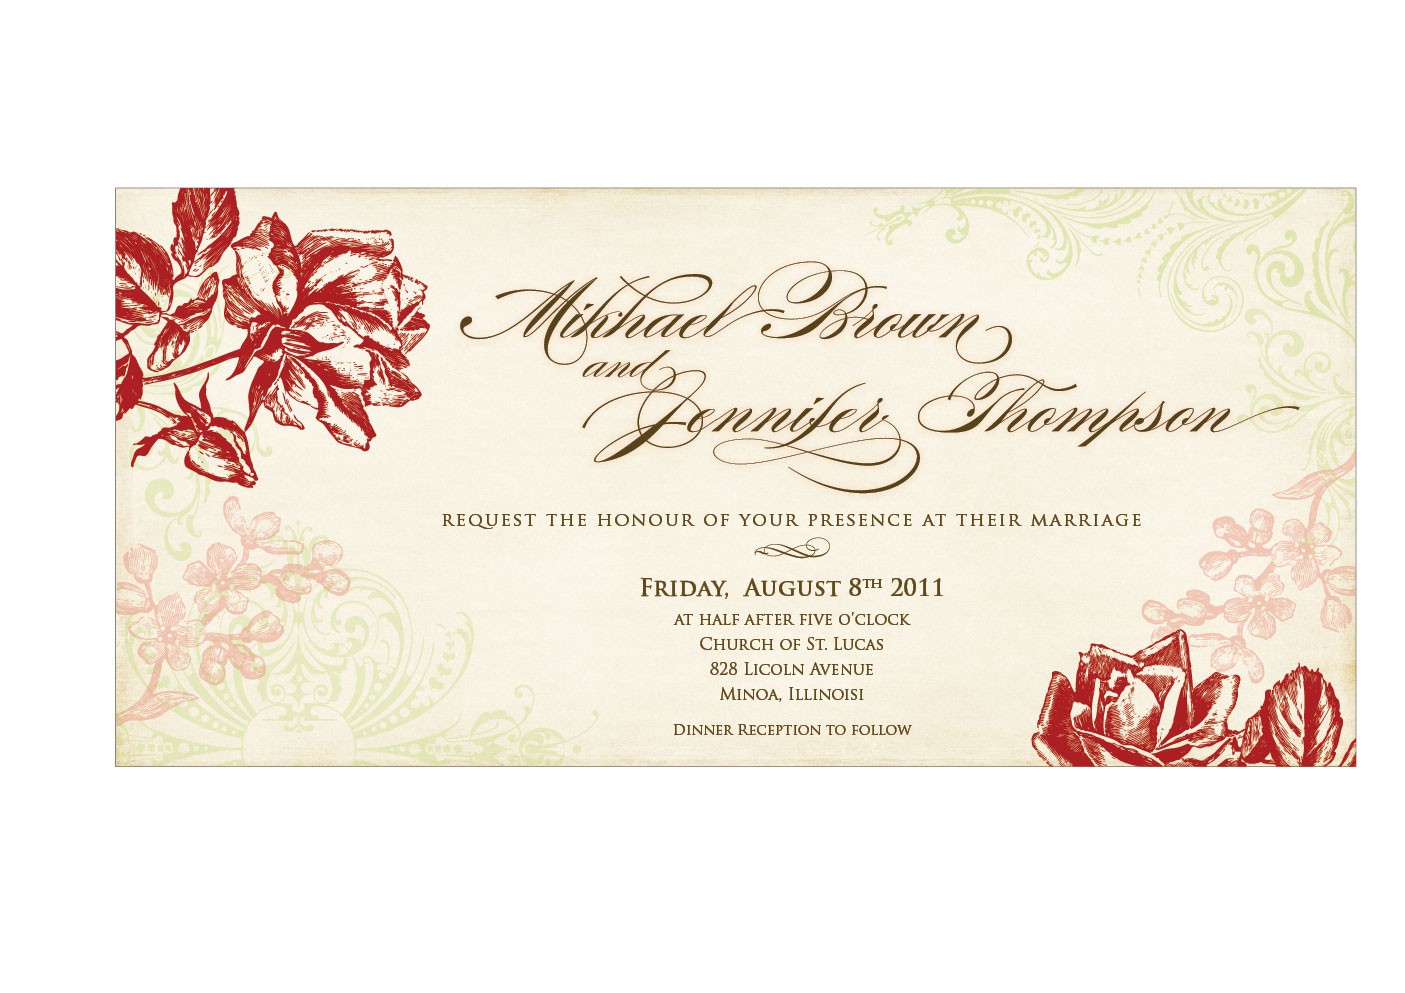 Mikhael Brown
and
Jennifer Thompson
REQUEST THE HONOUR OF YOUR PRESENCE AT THEIR MARRIAGE
FRIDAY, AUGUST 8TH 2011
AT HALF AFTER FIVE O'CLOCK
CHURCH OF ST. LUCAS
828 LICOLN AVENUE
MINOA, ILLINOISI
DINNER RECEPTION TO FOLLOW